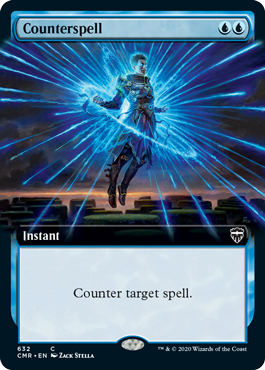 Counterspell
Instant
Counter target spell.
632 C
CMR • EN ZACK STELLA
™ & © 2020 Wizards of the Coast